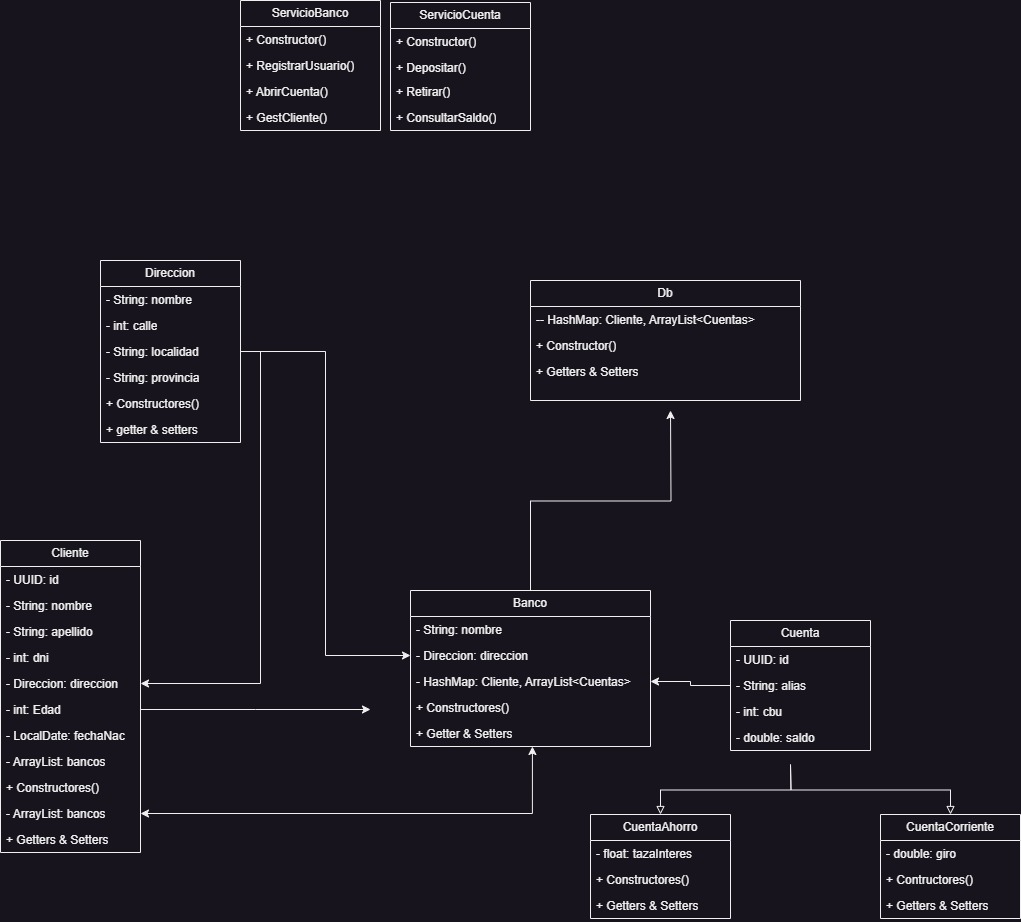 ServicioBanco
+ Constructor()
+ RegistrarUsuario()
+ AbrirCuenta()
+ GestCliente()
ServicioCuenta
+ Constructor()
+ Depositar()
+ Retirar()
+ ConsultarSaldo()
Direccion
- String: nombre
- int: calle
- String: localidad
- String: provincia
+ Constructores()
+ getter & setters
Db
-- HashMap: Cliente, ArrayList<Cuentas>
+ Constructor()
+ Getters & Setters
Cliente
- UUID: id
- String: nombre
- String: apellido
- int: dni
- Direccion: direccion
- int: Edad
- LocalDate: fechaNac
- ArrayList: bancos
+ Constructores()
- ArrayList: bancos
+ Getters & Setters
Banco
- String: nombre
- Direccion: direccion
- HashMap: Cliente, ArrayList<Cuentas>
+ Constructores()
+ Getter & Setters
Cuenta
- UUID: id
- String: alias
- int: cbu
- double: saldo
CuentaAhorro
- float: tazaInteres
+ Constructores()
+ Getters & Setters
CuentaCorriente
- double: giro
+ Contructores()
+ Getters & Setters